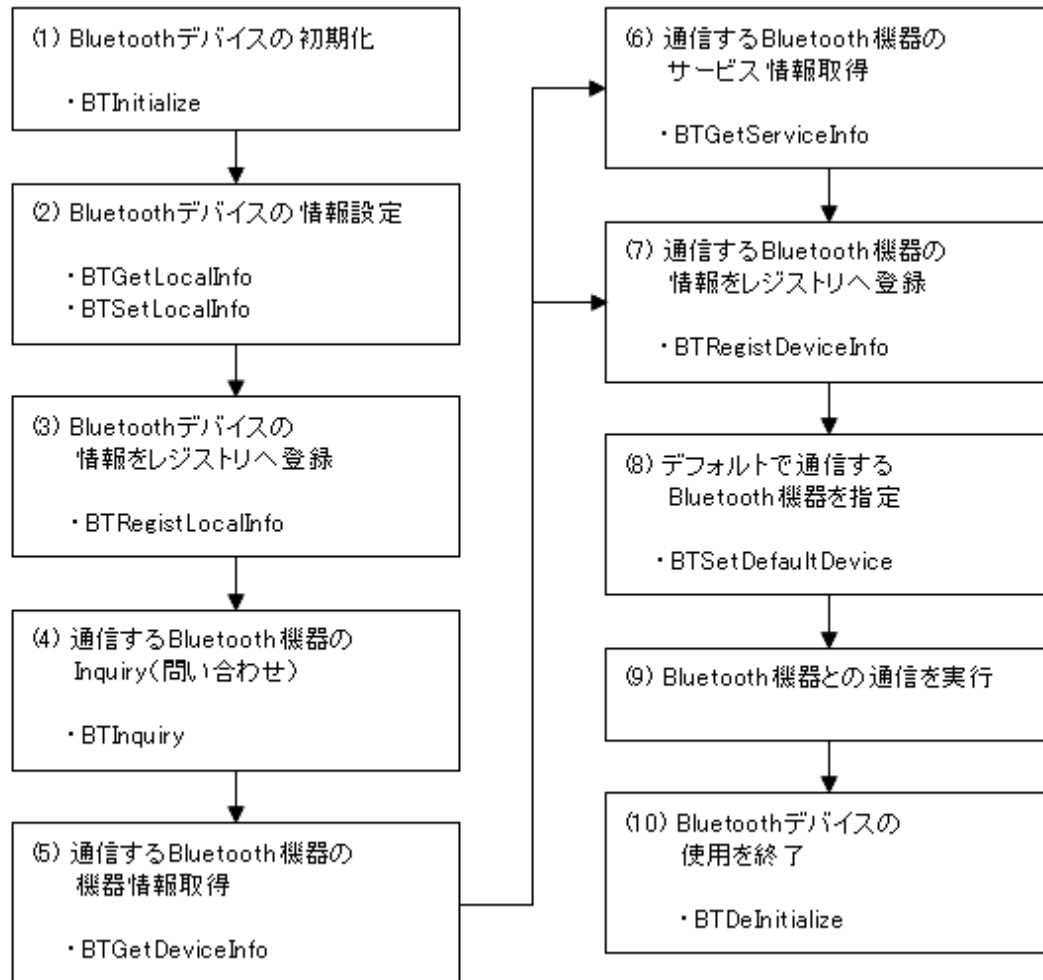 (1) Bluetoothデバイスの初期化
・BTInitialize
(2) Bluetoothデバイスの情報設定
・BTGetLocalInfo
・BTSetLocalInfo
(3) Bluetoothデバイスの
情報をレジストリへ登録
・BTRegistLocalInfo
(4) 通信するBluetooth機器の
Inquiry(問い合わせ)
・BTInquiry
(5) 通信するBluetooth機器の
機器情報取得
・BTGetDeviceInfo
(6) 通信するBluetooth機器の
サービス情報取得
・BTGetServiceInfo
(7) 通信するBluetooth機器の
情報をレジストリへ登録
・BTRegistDeviceInfo
(8) デフォルトで通信する
Bluetooth機器を指定
・BTSetDefaultDevice
(9) Bluetooth機器との通信を実行
(10) Bluetoothデバイスの
使用を終了
・BTDeInitialize